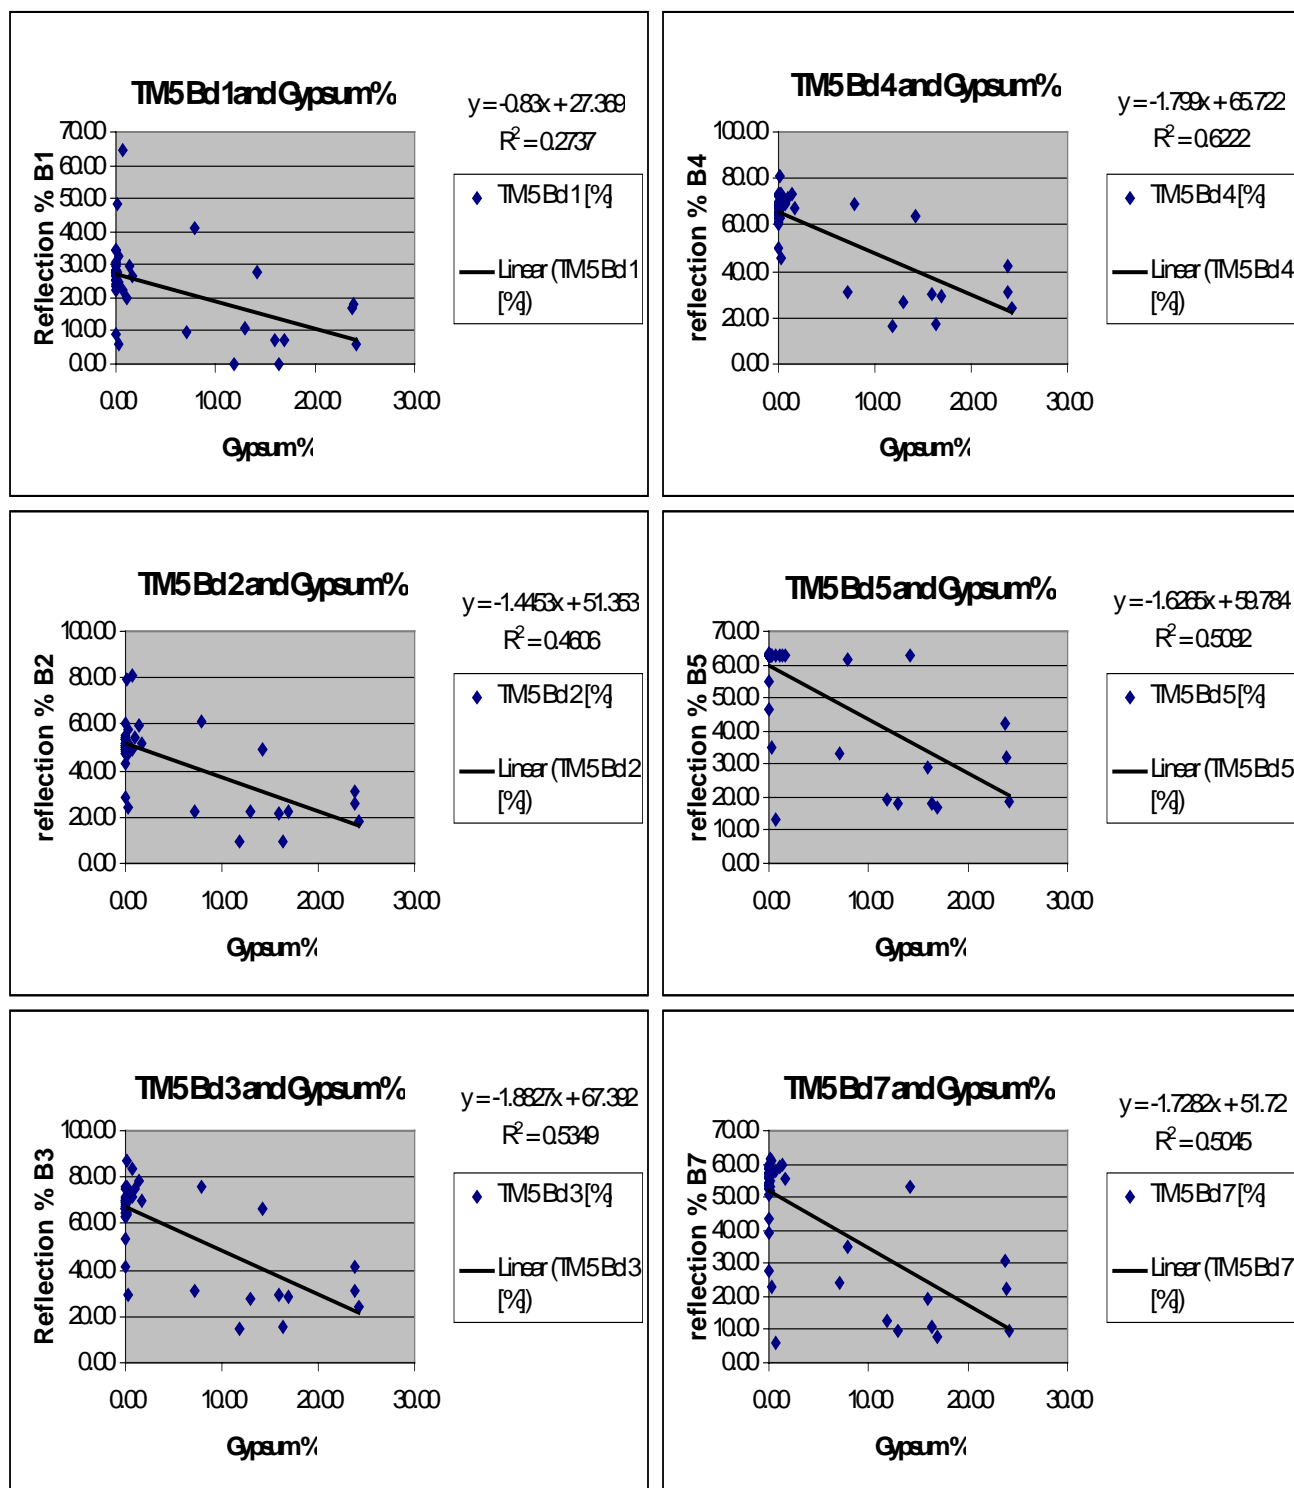 TM5 Bd 1 and Gypsum%
y = -0.83x + 27.369
R² = 0.2737
Reflection % B1
70.00
60.00
50.00
40.00
30.00
20.00
10.00
0.00
0.00 10.00 20.00 30.00
Gypsum%
TM5 Bd 1 [%]
Linear (TM5 Bd 1
[%])
TM5 Bd 4 and Gypsum%
y = -1.799x + 65.722
R² = 0.6222
reflection % B4
100.00
80.00
60.00
40.00
20.00
0.00
0.00 10.00 20.00 30.00
Gypsum%
TM5 Bd 4 [%]
Linear (TM5 Bd 4
[%])
TM5 Bd 2 and Gypsum%
y = -1.4453x + 51.353
R² = 0.4606
reflection % B2
100.00
80.00
60.00
40.00
20.00
0.00
0.00 10.00 20.00 30.00
Gypsum%
TM5 Bd 2 [%]
Linear (TM5 Bd 2
[%])
TM5 Bd 5 and Gypsum%
y = -1.6265x + 59.784
R² = 0.5092
reflection % B5
70.00
60.00
50.00
40.00
30.00
20.00
10.00
0.00
0.00 10.00 20.00 30.00
Gypsum%
TM5 Bd 5 [%]
Linear (TM5 Bd 5
[%])
TM5 Bd 3 and Gypsum%
y = -1.8827x + 67.392
R² = 0.5349
Reflection % B3
100.00
80.00
60.00
40.00
20.00
0.00
0.00 10.00 20.00 30.00
Gypsum%
TM5 Bd 3 [%]
Linear (TM5 Bd 3
[%])
TM5 Bd 7 and Gypsum%
y = -1.7282x + 51.72
R² = 0.5045
reflection % B7
70.00
60.00
50.00
40.00
30.00
20.00
10.00
0.00
0.00 10.00 20.00 30.00
Gypsum%
TM5 Bd 7 [%]
Linear (TM5 Bd 7
[%])